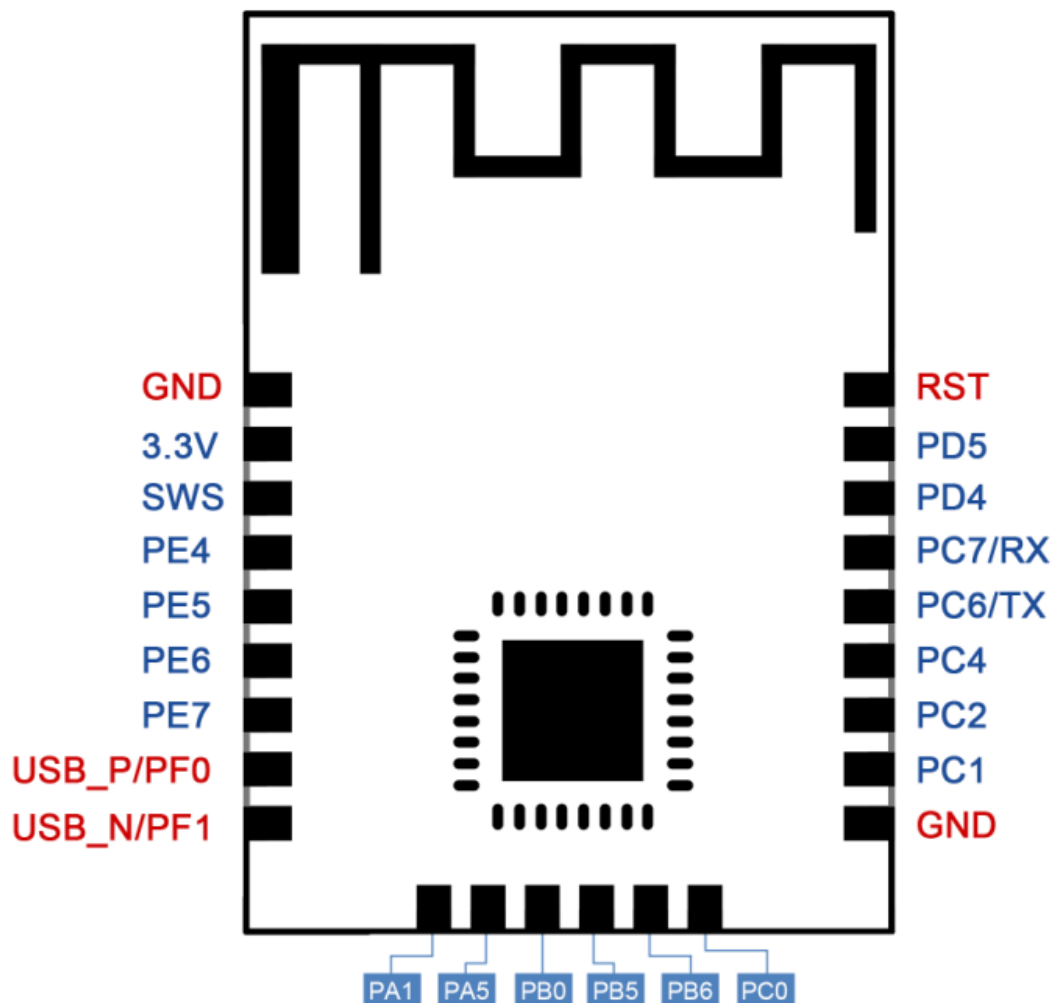 GND
3.3V
SWS
PE4
PE5
PE6
PE7
USB_P/PF0
USB_N/PF1
RST
PD5
PD4
PC7/RX
PC6/TX
PC4
PC2
PC1
GND
PA1 PA5 PB0 PB5 PB6 PC0